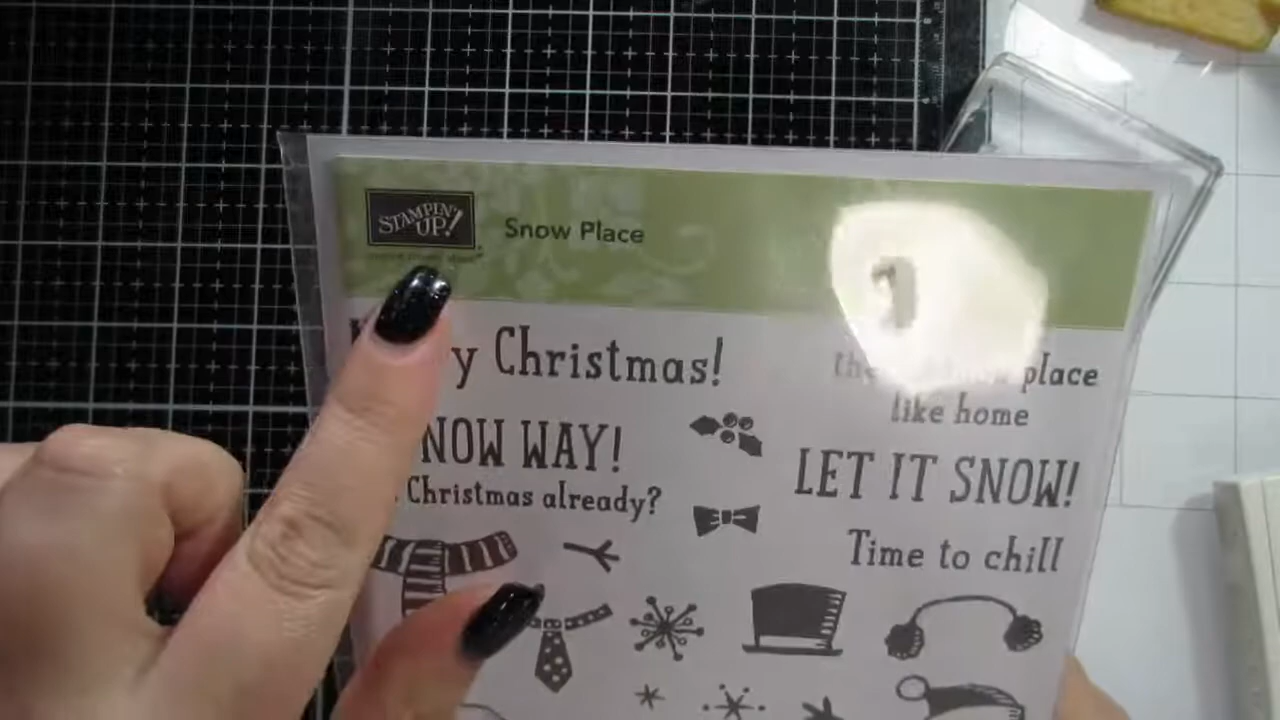 STAMPIN' UP!
Snow Place
y Christmas!
NOW WAY!
Christmas already?
place
like home
LET IT SNOW!
Time to chill